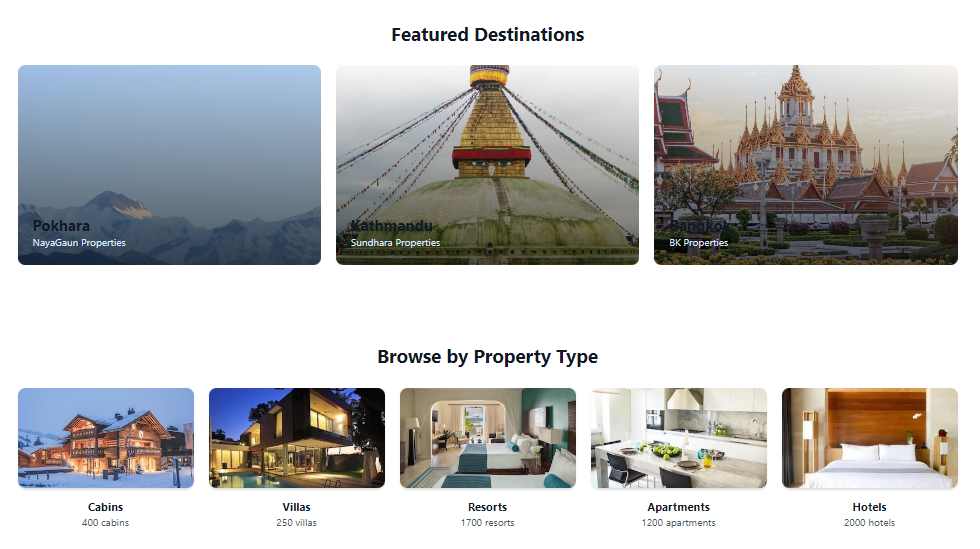 Featured Destinations
Pokhara
NayaGaun Properties
Kathmandu
Sundhara Properties
Bangkok
BK Properties
Browse by Property Type
Cabins
400 cabins
Villas
250 villas
Resorts
1700 resorts
Apartments
1200 apartments
Hotels
2000 hotels